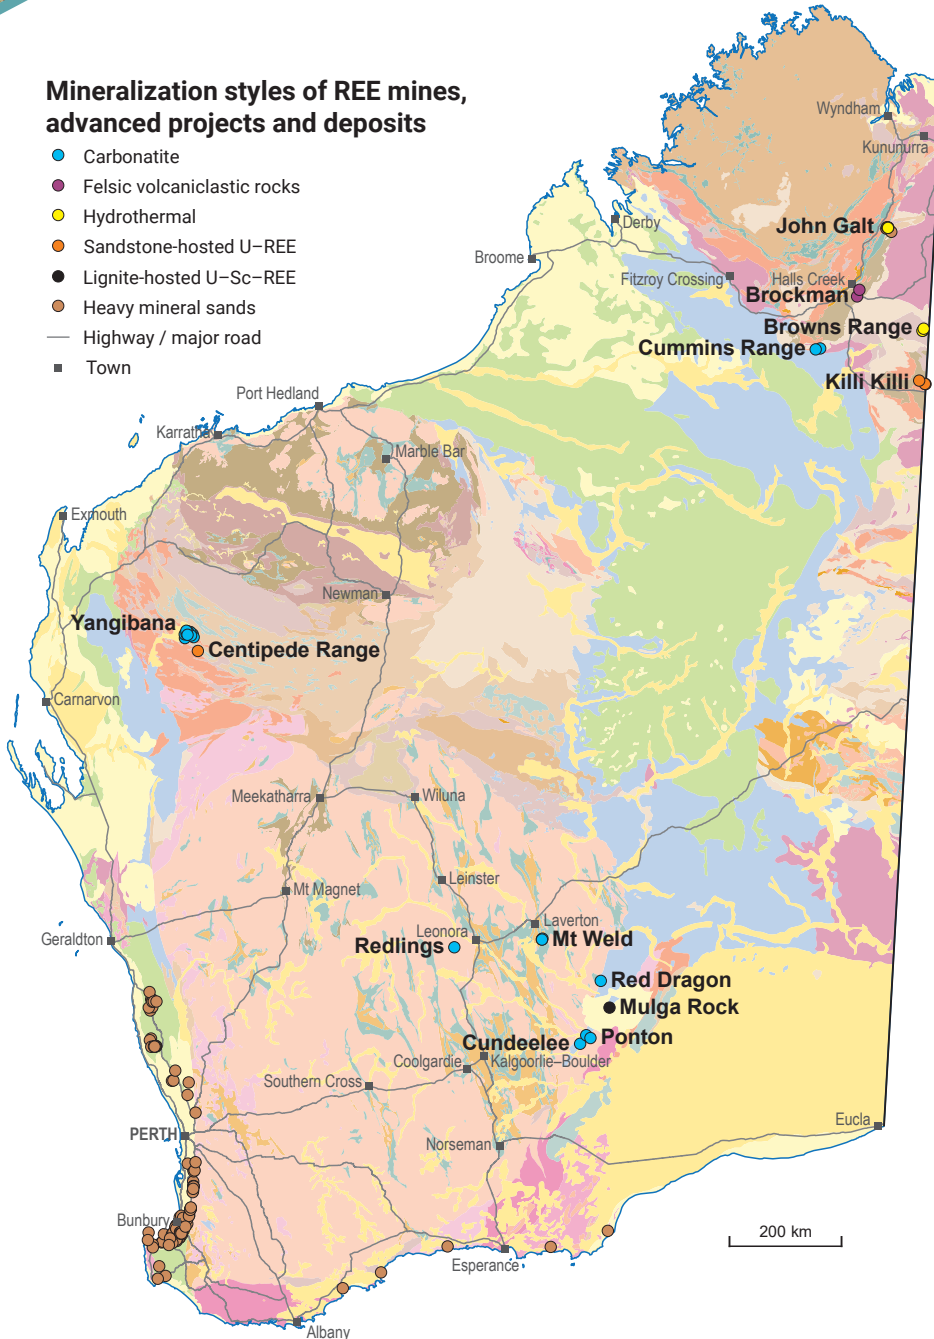 Mineralization styles of REE mines,
advanced projects and deposits
Carbonatite
Felsic volcaniclastic rocks
Hydrothermal
Sandstone-hosted U–REE
Lignite-hosted U–Sc–REE
Heavy mineral sands
Highway / major road
Town
Wyndham
Kununurra
Derby
John Galt
Broome
Fitzroy Crossing
Halls Creek
Brockman
Browns Range
Cummins Range
Killi Killi
Port Hedland
Karratha
Marble Bar
Exmouth
Newman
Yangibana
Centipede Range
Carnarvon
Meekatharra
Wiluna
Leinster
Mt Magnet
Laverton
Leonora
Geraldton
Mt Weld
Redlings
Red Dragon
Mulga Rock
Ponton
Cundeelee
Coolgardie
Kalgoorlie–Boulder
Southern Cross
Eucla
PERTH
Norseman
Bunbury
200 km
Esperance
Albany